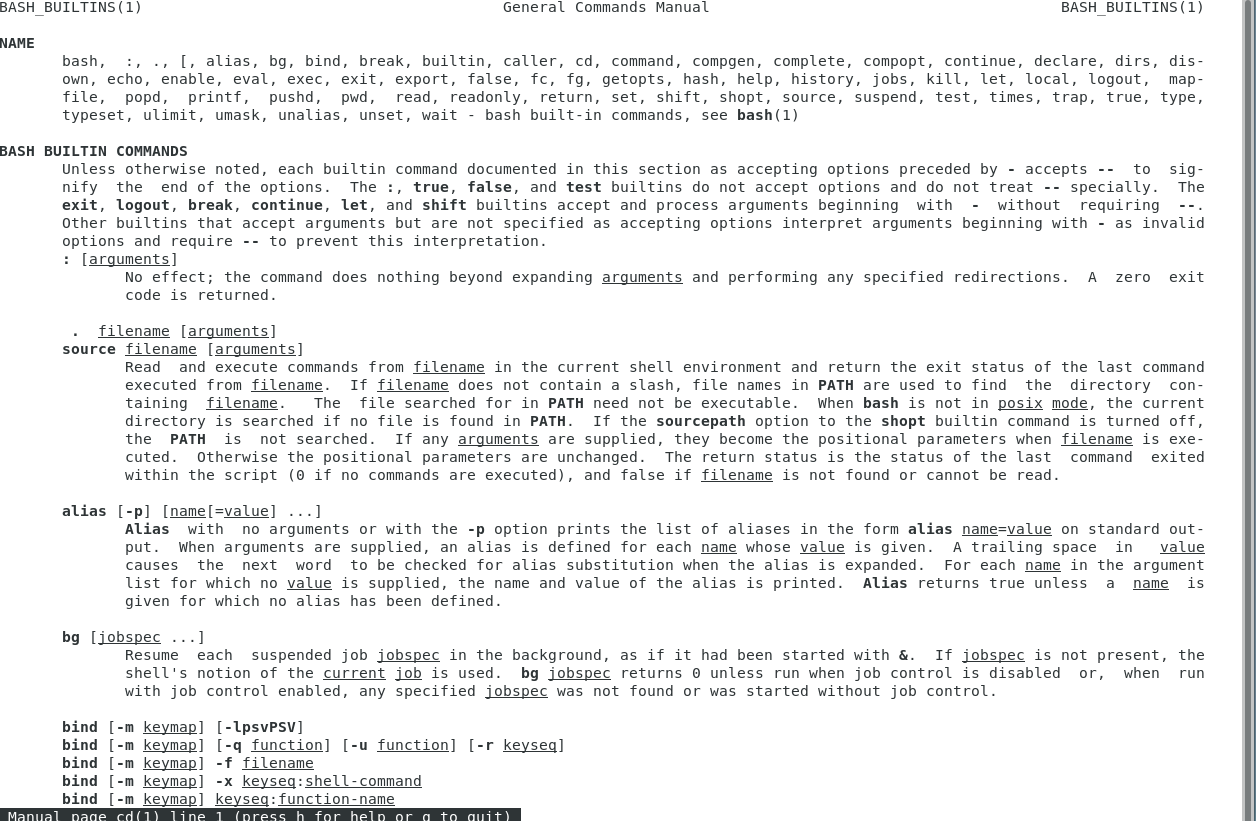 BASH_BUILTINS(1) General Commands Manual BASH_BUILTINS(1)
NAME
bash, :, ., [, alias, bg, bind, break, builtin, caller, cd, command, compgen, complete, compopt, continue, declare, dirs, dis-
own, echo, enable, eval, exec, exit, export, false, fc, fg, getopts, hash, help, history, jobs, kill, let, local, logout, map-
file, popd, printf, pushd, pwd, read, readonly, return, set, shift, shopt, source, suspend, test, times, trap, true, type,
typeset, ulimit, umask, unalias, unset, wait - bash built-in commands, see bash(1)
BASH BUILTIN COMMANDS
Unless otherwise noted, each builtin command documented in this section as accepting options preceded by - accepts -- to sig-
nify the end of the options. The :, true, false, and test builtins do not accept options and do not treat -- specially. The
exit, logout, break, continue, let, and shift builtins accept and process arguments beginning with - without requiring --.
Other builtins that accept arguments but are not specified as accepting options interpret arguments beginning with - as invalid
options and require -- to prevent this interpretation.
: [arguments]
No effect; the command does nothing beyond expanding arguments and performing any specified redirections. A zero exit
code is returned.
. filename [arguments]
source filename [arguments]
Read and execute commands from filename in the current shell environment and return the exit status of the last command
executed from filename. If filename does not contain a slash, file names in PATH are used to find the directory con-
taining filename. The file searched for in PATH need not be executable. When bash is not in posix mode, the current
directory is searched if no file is found in PATH. If the sourcepath option to the shopt builtin command is turned off,
the PATH is not searched. If any arguments are supplied, they become the positional parameters when filename is exe-
cuted. Otherwise the positional parameters are unchanged. The return status is the status of the last command exited
within the script (0 if no commands are executed), and false if filename is not found or cannot be read.
alias [-p] [name[=value] ...]
Alias with no arguments or with the -p option prints the list of aliases in the form alias name=value on standard out-
put. When arguments are supplied, an alias is defined for each name whose value is given. A trailing space in value
causes the next word to be checked for alias substitution when the alias is expanded. For each name in the argument
list for which no value is supplied, the name and value of the alias is printed. Alias returns true unless a name is
given for which no alias has been defined.
bg [jobspec ...]
Resume each suspended job jobspec in the background, as if it had been started with &. If jobspec is not present, the
shell's notion of the current job is used. bg jobspec returns 0 unless run when job control is disabled or, when run
with job control enabled, any specified jobspec was not found or was started without job control.
bind [-m keymap] [-lpsvPSV]
bind [-m keymap] [-q function] [-u function] [-r keyseq]
bind [-m keymap] -f filename
bind [-m keymap] -x keyseq:shell-command
bind [-m keymap] keyseq:function-name
Manual page cd(1) line 1 (press h for help or q to quit)